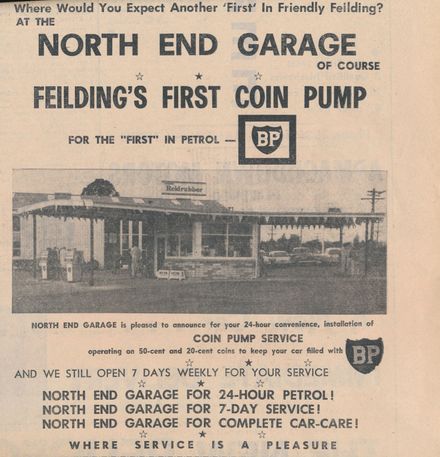 Where Would You Expect Another 'First' In Friendly Feilding?
AT THE
NORTH END GARAGE
OF COURSE
FEILDING'S FIRST COIN PUMP
FOR THE "FIRST" IN PETROL — BP
Reidrubber
NORTH END GARAGE is pleased to announce for your 24-hour convenience, installation of
COIN PUMP SERVICE
operating on 50-cent and 20-cent coins to keep your car filled with BP
AND WE STILL OPEN 7 DAYS WEEKLY FOR YOUR SERVICE
NORTH END GARAGE FOR 24-HOUR PETROL!
NORTH END GARAGE FOR 7-DAY SERVICE!
NORTH END GARAGE FOR COMPLETE CAR-CARE!
WHERE SERVICE IS A PLEASURE